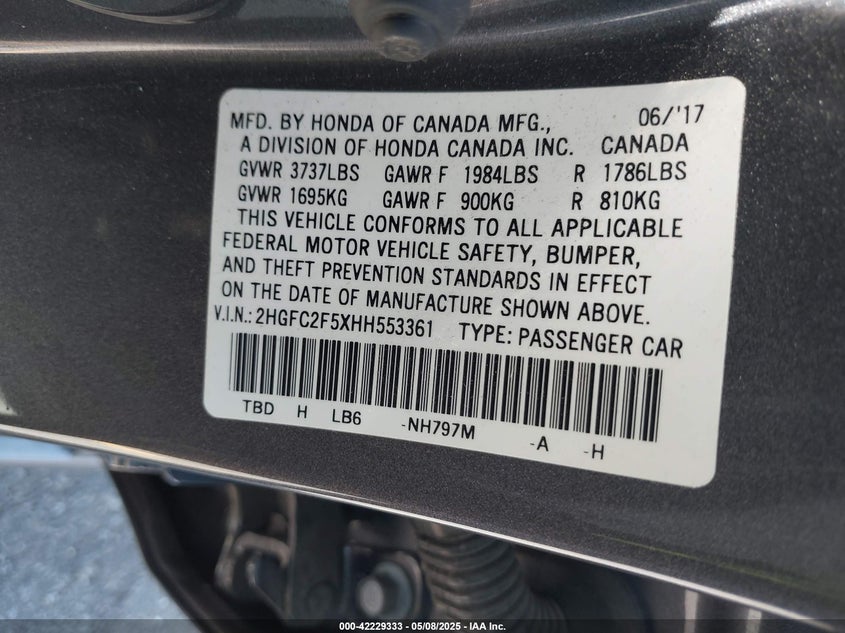 MFD. BY HONDA OF CANADA MFG., 06/'17
A DIVISION OF HONDA CANADA INC. CANADA
GVWR 3737LBS GAWR F 1984LBS R 1786LBS
GVWR 1695KG GAWR F 900KG R 810KG
THIS VEHICLE CONFORMS TO ALL APPLICABLE
FEDERAL MOTOR VEHICLE SAFETY, BUMPER,
AND THEFT PREVENTION STANDARDS IN EFFECT
ON THE DATE OF MANUFACTURE SHOWN ABOVE.
V.I.N.: 2HGFC2F5XHH553361 TYPE: PASSENGER CAR
TBD H LB6 -NH797M -A -H
000-42229333 - 05/08/2025 - IAA Inc.